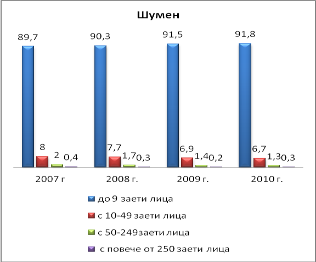 Шумен
89,7 90,3 91,5 91,8
8 2 0,4 7,7 1,7 0,3 6,9 1,4 0,2 6,7 1,3 0,3
2007 г 2008 г. 2009 г. 2010 г.
до 9 заети лица
с 10-49 заети лица
с 50-249заети лица
с повече от 250 заети лица